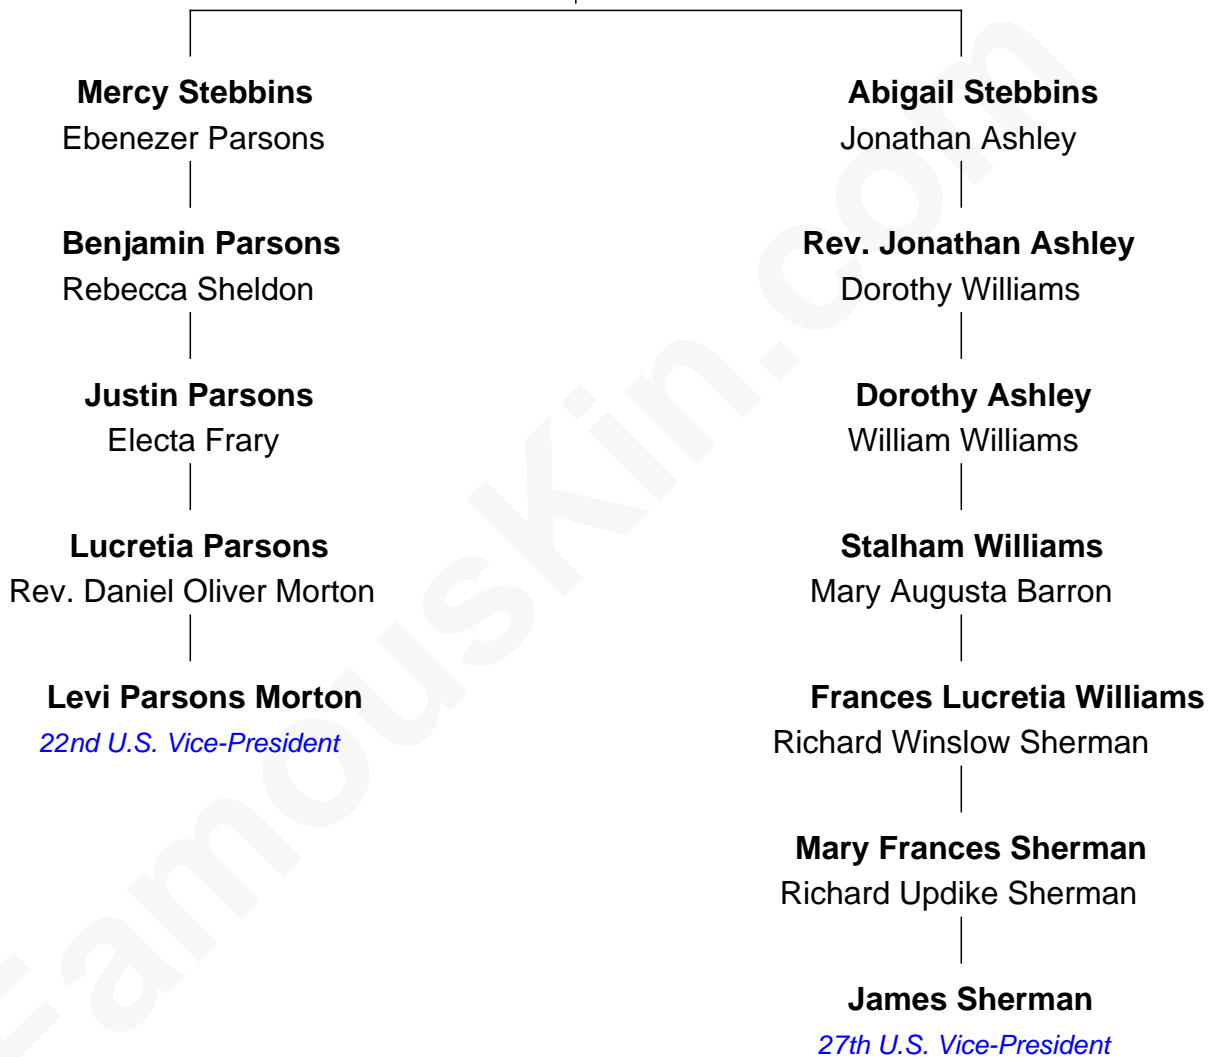 Mercy Stebbins
Ebenezer Parsons
Abigail Stebbins
Jonathan Ashley
Benjamin Parsons
Rebecca Sheldon
Rev. Jonathan Ashley
Dorothy Williams
Justin Parsons
Electa Frary
Dorothy Ashley
William Williams
Lucretia Parsons
Rev. Daniel Oliver Morton
Stalham Williams
Mary Augusta Barron
Levi Parsons Morton
22nd U.S. Vice-President
Frances Lucretia Williams
Richard Winslow Sherman
Mary Frances Sherman
Richard Updike Sherman
James Sherman
27th U.S. Vice-President
FamousKin.com